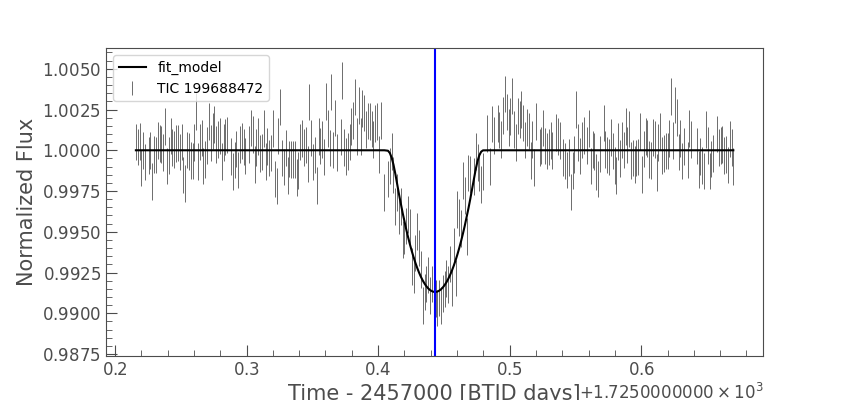 fit_model
TIC 199688472
Normalized Flux
1.0050
1.0025
1.0000
0.9975
0.9950
0.9925
0.9900
0.9875
0.2 0.3 0.4 0.5 0.6
Time - 2457000 [BTJD days]
+1.7250000000 × 10³